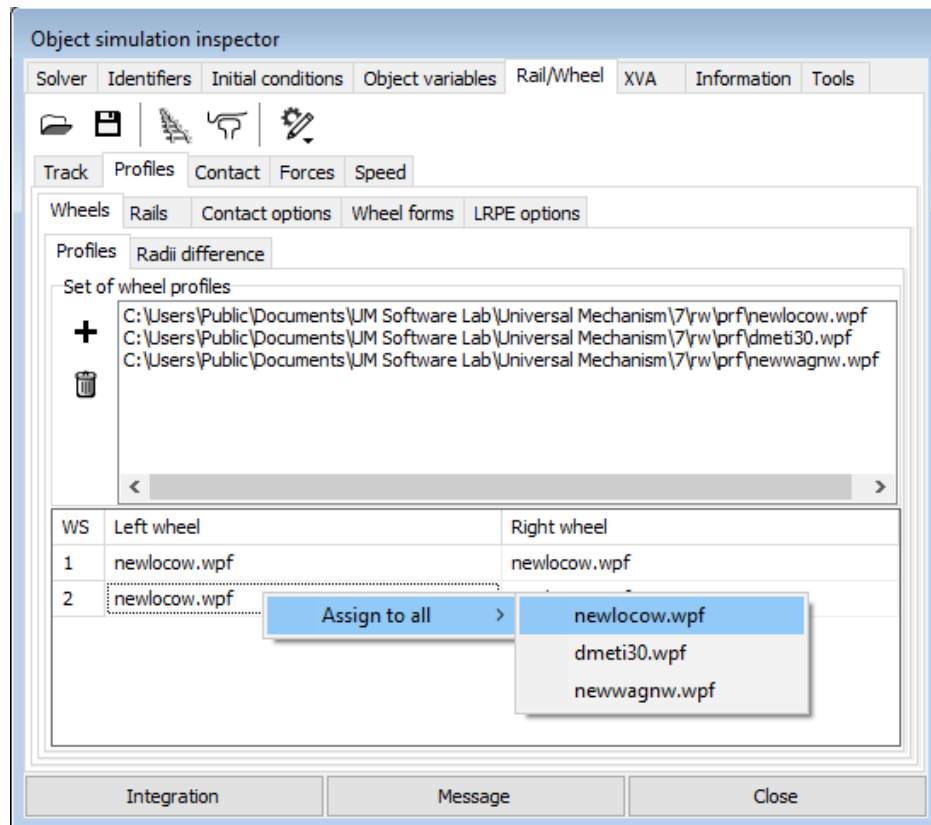 Object simulation inspector
Solver Identifiers Initial conditions Object variables Rail/Wheel XVA Information Tools
Track Profiles Contact Forces Speed
Wheels Rails Contact options Wheel forms LRPE options
Profiles Radii difference
Set of wheel profiles
C:\Users\Public\Documents\UM Software Lab\Universal Mechanism\7\rw\prf\newlocow.wpf
C:\Users\Public\Documents\UM Software Lab\Universal Mechanism\7\rw\prf\dmeti30.wpf
C:\Users\Public\Documents\UM Software Lab\Universal Mechanism\7\rw\prf\newwagnw.wpf
WS Left wheel Right wheel
1 newlocow.wpf newlocow.wpf
2 newlocow.wpf
Assign to all > newlocow.wpf
dmeti30.wpf
newwagnw.wpf
Integration Message Close